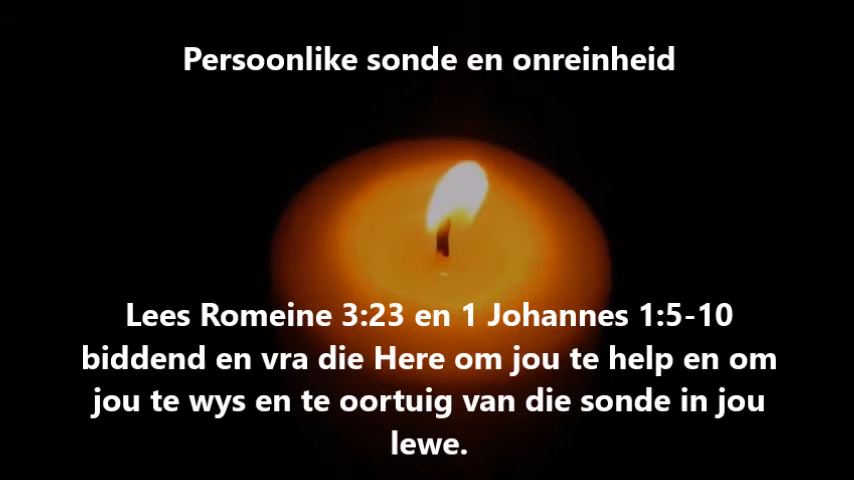 Persoonlike sonde en onreinheid
Lees Romeine 3:23 en 1 Johannes 1:5-10
biddend en vra die Here om jou te help en om
jou te wys en te oortuig van die sonde in jou
lewe.